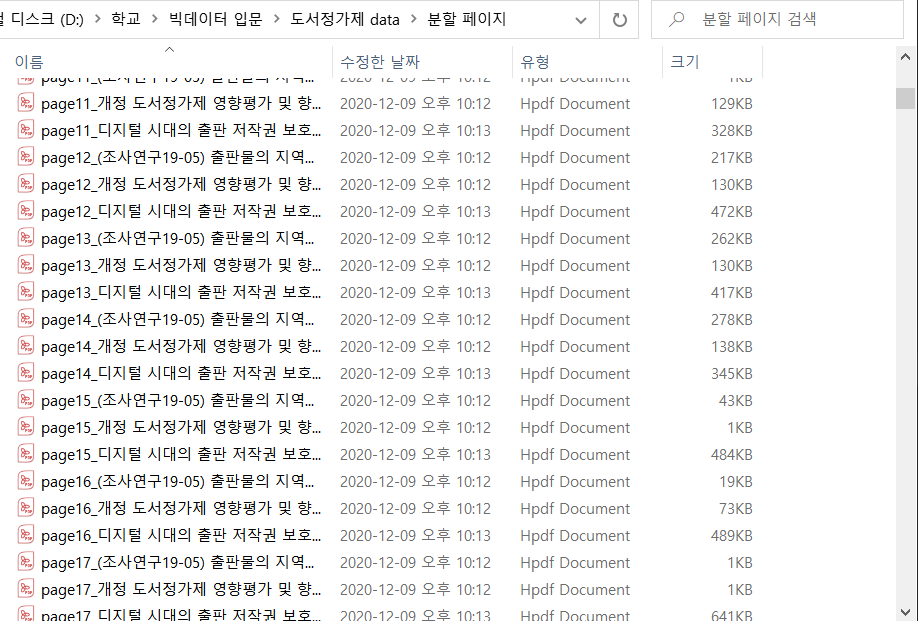 디스크 (D:) > 학교 > 빅데이터 입문 > 도서정가제 data > 분할 페이지 분할 페이지 검색
이름 수정한 날짜 유형 크기
page11_(조사연구19-05) 출판물의 지역... 2020-12-09 오후 10:12 Hpdf Document 1KB
page11_개정 도서정가제 영향평가 및 향... 2020-12-09 오후 10:12 Hpdf Document 129KB
page11_디지털 시대의 출판 저작권 보호... 2020-12-09 오후 10:13 Hpdf Document 328KB
page12_(조사연구19-05) 출판물의 지역... 2020-12-09 오후 10:12 Hpdf Document 217KB
page12_개정 도서정가제 영향평가 및 향... 2020-12-09 오후 10:12 Hpdf Document 130KB
page12_디지털 시대의 출판 저작권 보호... 2020-12-09 오후 10:13 Hpdf Document 472KB
page13_(조사연구19-05) 출판물의 지역... 2020-12-09 오후 10:12 Hpdf Document 262KB
page13_개정 도서정가제 영향평가 및 향... 2020-12-09 오후 10:12 Hpdf Document 130KB
page13_디지털 시대의 출판 저작권 보호... 2020-12-09 오후 10:13 Hpdf Document 417KB
page14_(조사연구19-05) 출판물의 지역... 2020-12-09 오후 10:12 Hpdf Document 278KB
page14_개정 도서정가제 영향평가 및 향... 2020-12-09 오후 10:12 Hpdf Document 138KB
page14_디지털 시대의 출판 저작권 보호... 2020-12-09 오후 10:13 Hpdf Document 345KB
page15_(조사연구19-05) 출판물의 지역... 2020-12-09 오후 10:12 Hpdf Document 43KB
page15_개정 도서정가제 영향평가 및 향... 2020-12-09 오후 10:12 Hpdf Document 1KB
page15_디지털 시대의 출판 저작권 보호... 2020-12-09 오후 10:13 Hpdf Document 484KB
page16_(조사연구19-05) 출판물의 지역... 2020-12-09 오후 10:12 Hpdf Document 19KB
page16_개정 도서정가제 영향평가 및 향... 2020-12-09 오후 10:12 Hpdf Document 73KB
page16_디지털 시대의 출판 저작권 보호... 2020-12-09 오후 10:13 Hpdf Document 489KB
page17_(조사연구19-05) 출판물의 지역... 2020-12-09 오후 10:12 Hpdf Document 1KB
page17_개정 도서정가제 영향평가 및 향... 2020-12-09 오후 10:12 Hpdf Document 1KB
page17_디지털 시대의 출판 저작권 보호... 2020-12-09 오후 10:13 Hpdf Document 641KB